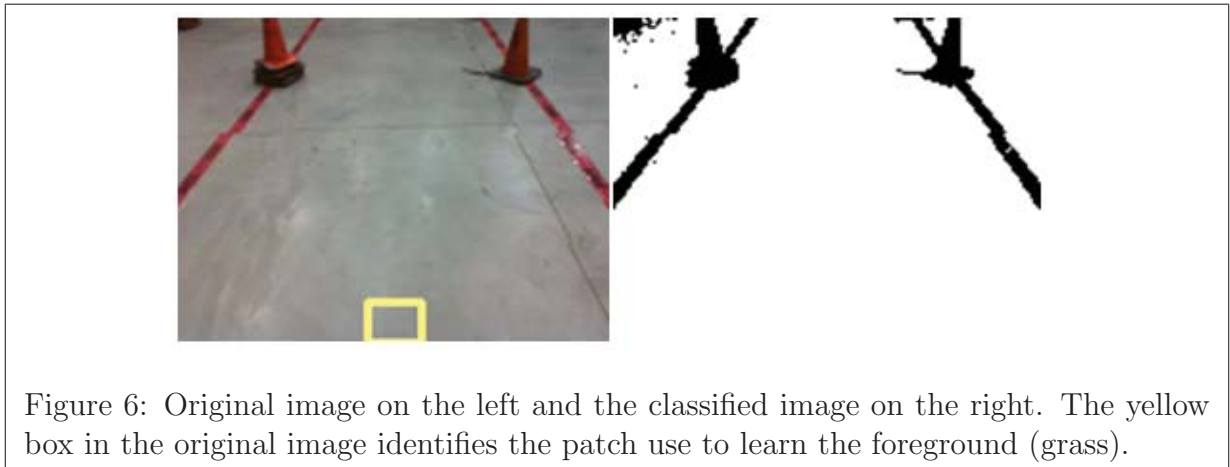 Figure 6: Original image on the left and the classified image on the right. The yellow
box in the original image identifies the patch use to learn the foreground (grass).